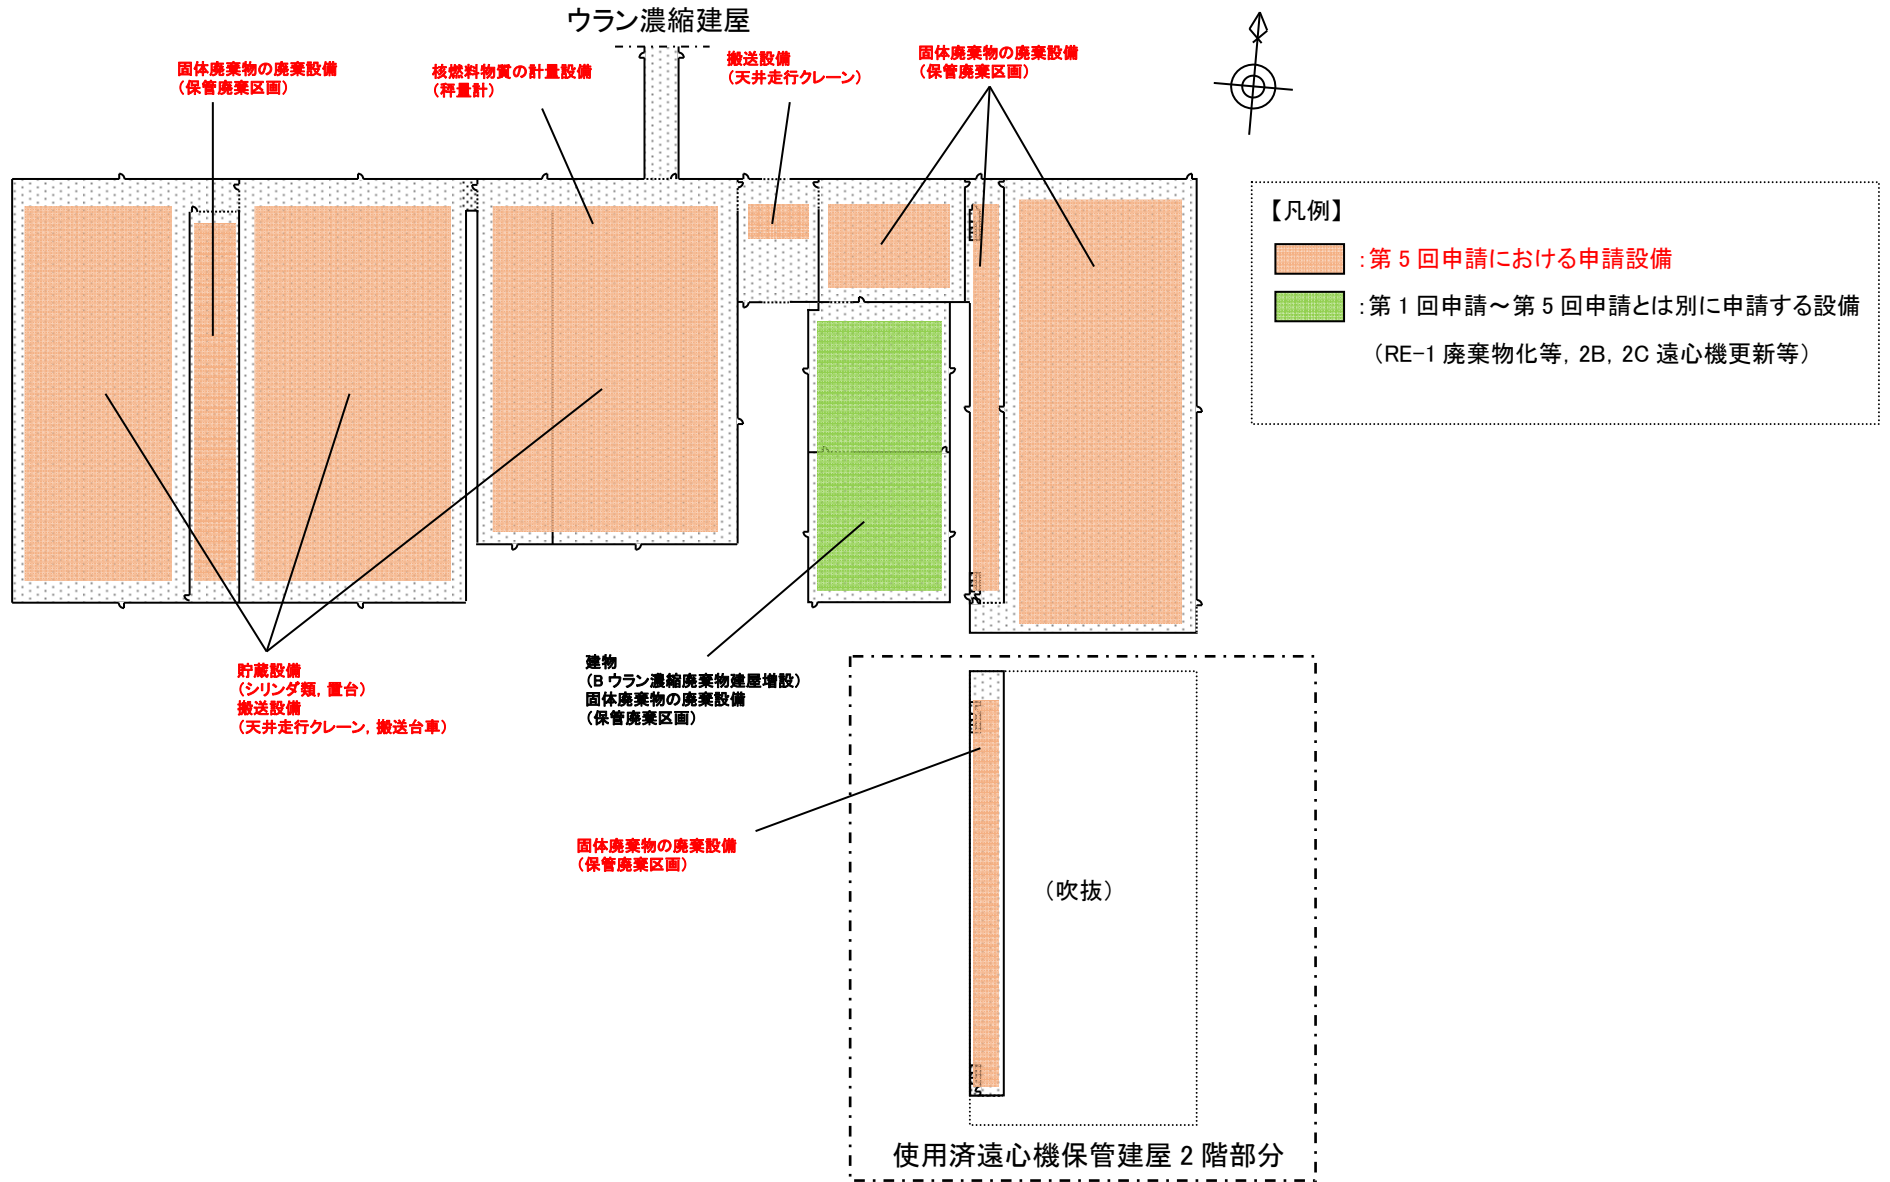 ウラン濃縮建屋
固体廃棄物の廃棄設備
（保管廃棄区画）
核燃料物質の計量設備
（秤量計）
搬送設備
（天井走行クレーン）
固体廃棄物の廃棄設備
（保管廃棄区画）
【凡例】
：第 5 回申請における申請設備
：第 1 回申請～第 5 回申請とは別に申請する設備
（RE-1 廃棄物化等, 2B, 2C 遠心機更新等）
貯蔵設備
（シリンダ類, 置台）
搬送設備
（天井走行クレーン, 搬送台車）
建物
（B ウラン濃縮廃棄物建屋増設）
固体廃棄物の廃棄設備
（保管廃棄区画）
固体廃棄物の廃棄設備
（保管廃棄区画）
（吹抜）
使用済遠心機保管建屋 2 階部分